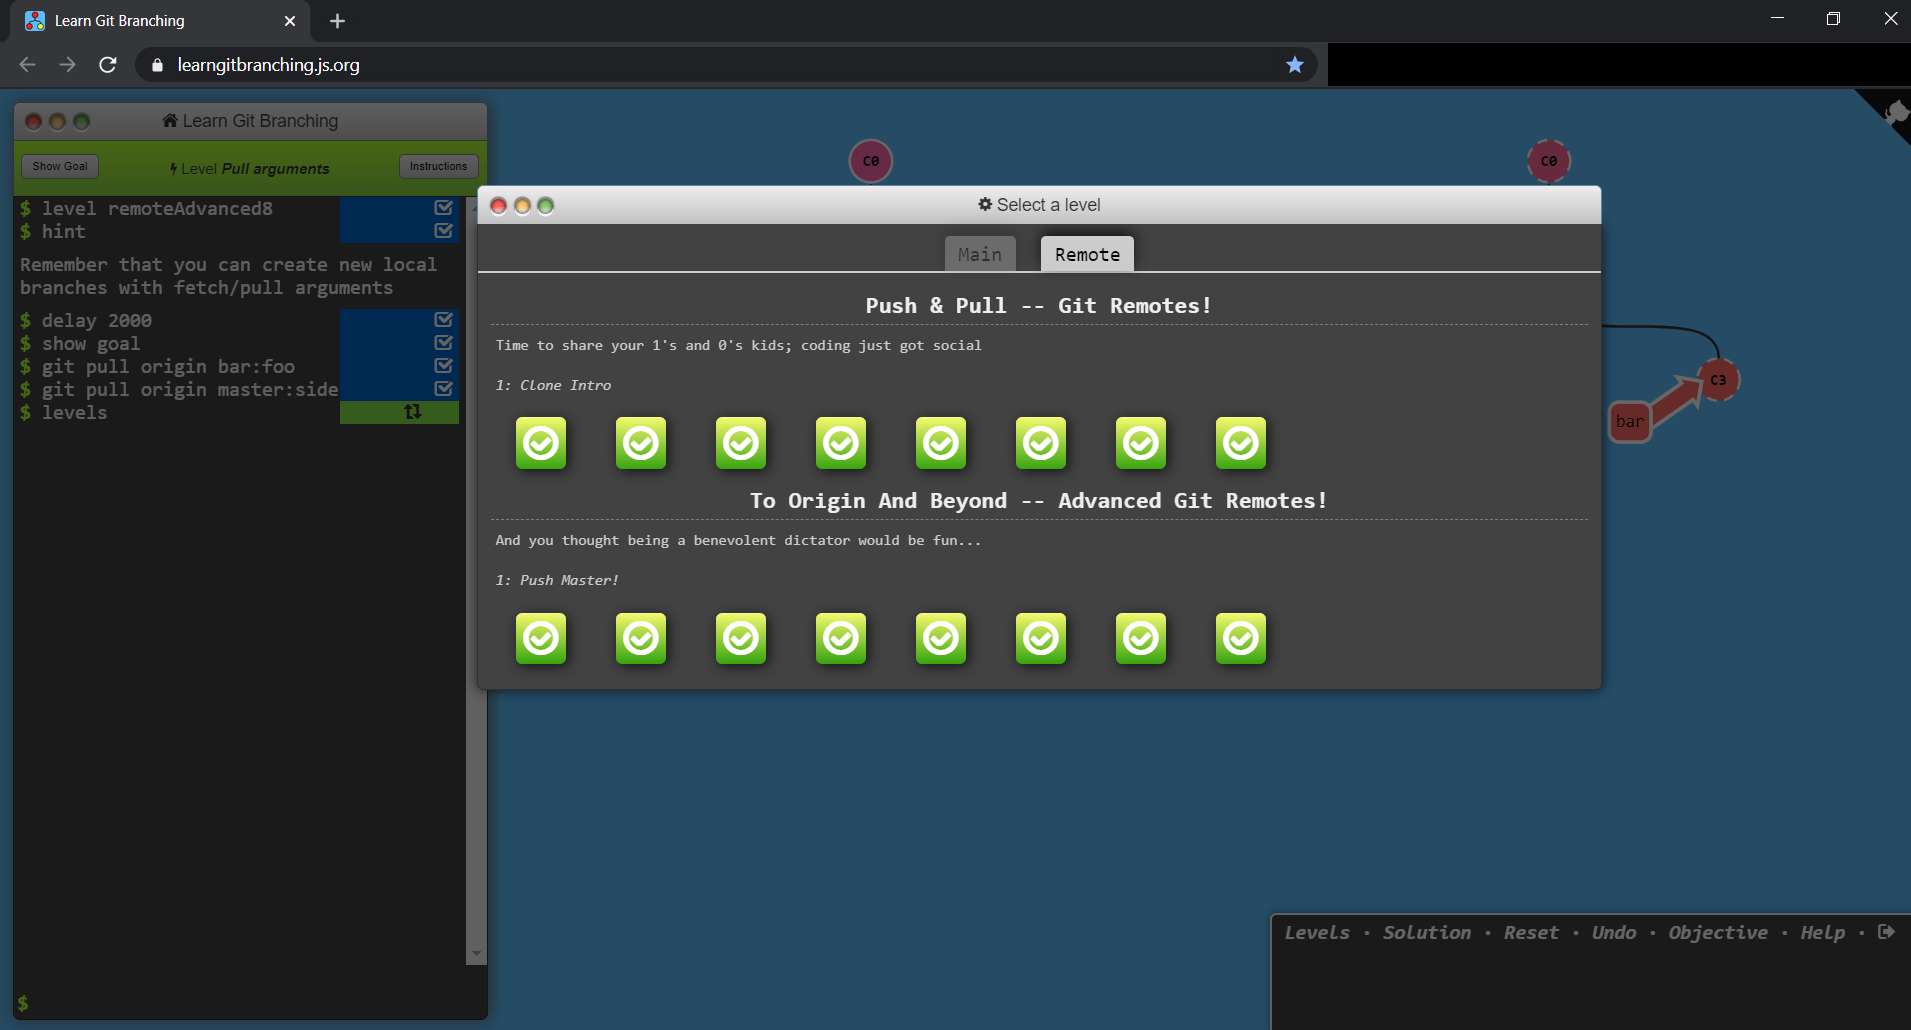 Learn Git Branching
learngitbranching.js.org
Learn Git Branching
Show Goal
Level Pull arguments
Instructions
$ level remoteAdvanced8
$ hint
Remember that you can create new local
branches with fetch/pull arguments
$ delay 2000
$ show goal
$ git pull origin bar:foo
$ git pull origin master:side
$ levels
$
C0
C0
Select a level
Main
Remote
Push & Pull -- Git Remotes!
Time to share your 1's and 0's kids; coding just got social
1: Clone Intro
To Origin And Beyond -- Advanced Git Remotes!
And you thought being a benevolent dictator would be fun...
1: Push Master!
C3
bar
Levels · Solution · Reset · Undo · Objective · Help ·